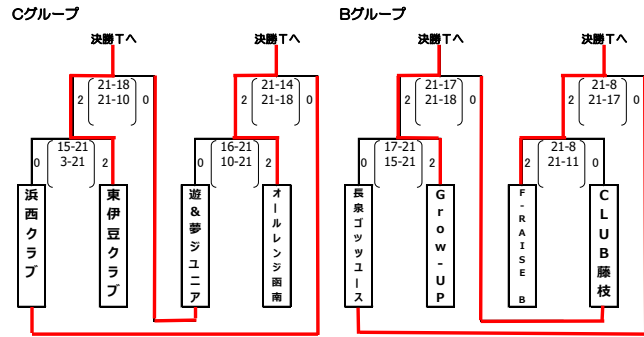 Cグループ
Bグループ
決勝Tへ
決勝Tへ
決勝Tへ
決勝Tへ
2
21-18
21-10
0
2
21-14
21-18
0
2
21-17
21-18
0
2
21-8
21-17
0
0
15-21
3-21
2
0
16-21
10-21
2
0
17-21
15-21
2
2
21-8
21-11
0
浜西クラブ
東伊豆クラブ
遊&夢ジュニア
オールレンジ函南
長泉ゴッツユース
Grow-UP
F-RAISE B
CLUB藤枝